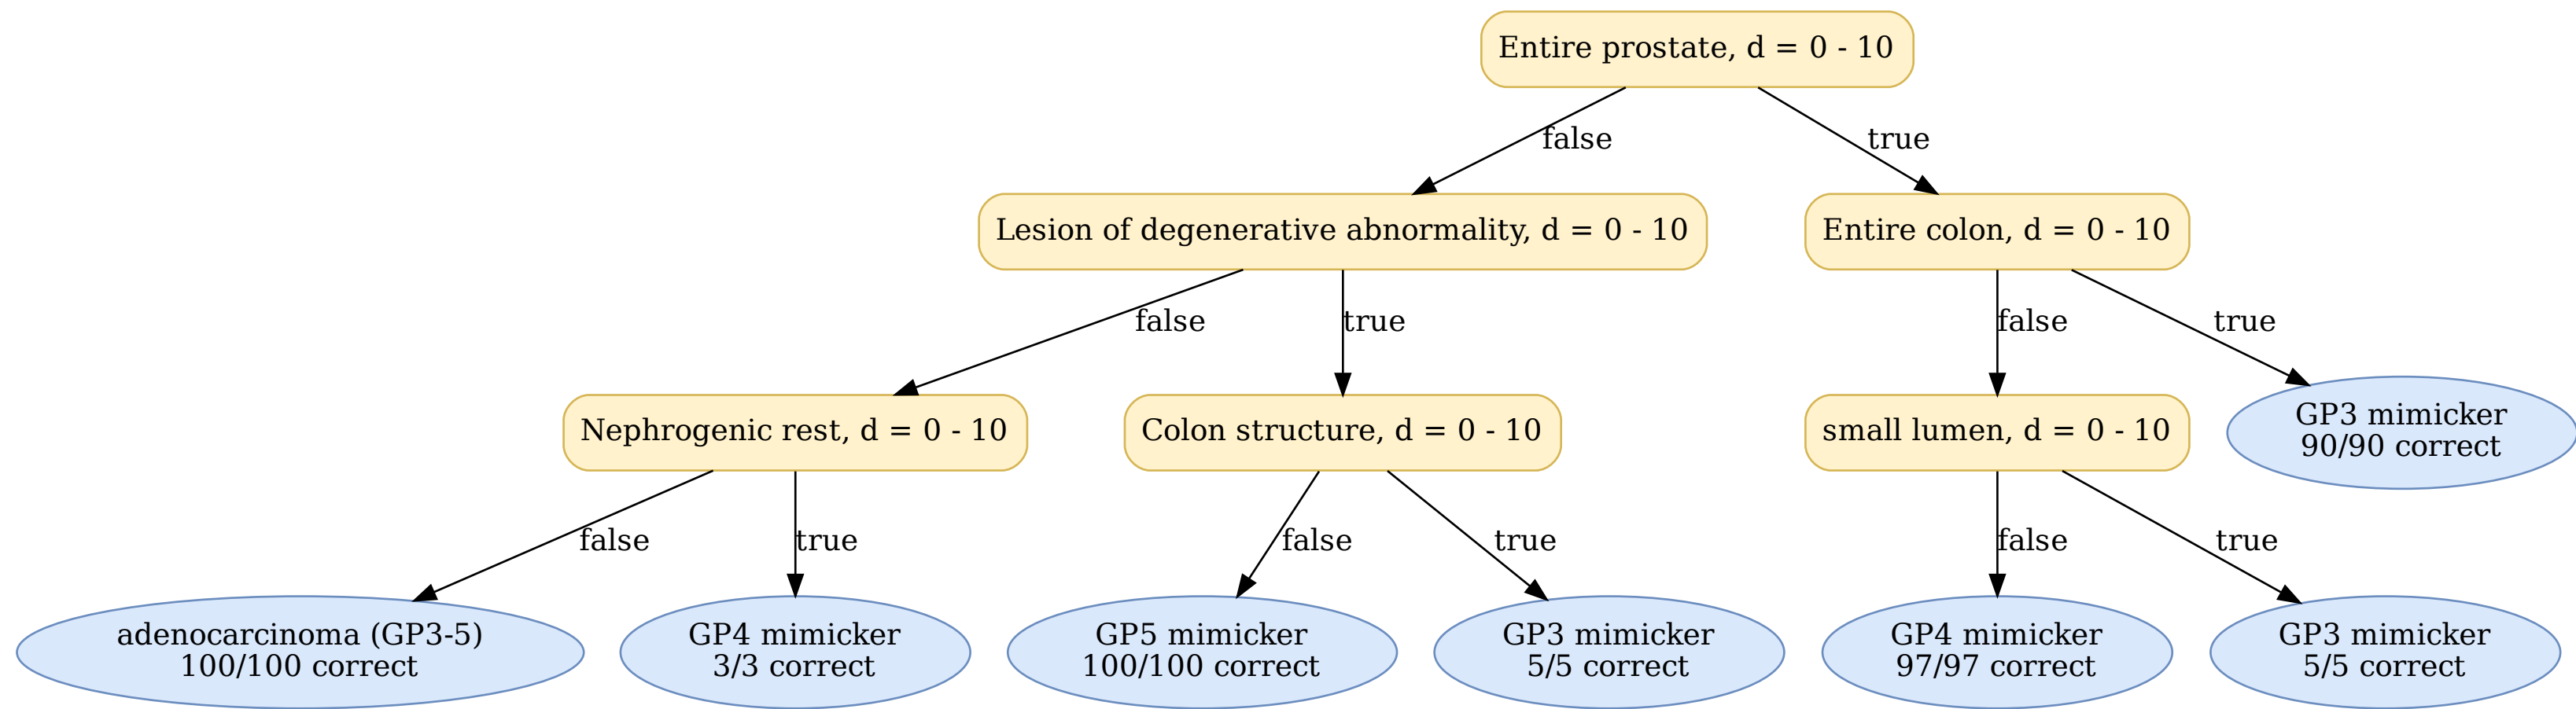 Entire prostate, d = 0 - 10
false
true
Lesion of degenerative abnormality, d = 0 - 10
Entire colon, d = 0 - 10
false
true
false
true
Nephrogenic rest, d = 0 - 10
Colon structure, d = 0 - 10
small lumen, d = 0 - 10
GP3 mimicker
90/90 correct
false
true
false
true
false
true
adenocarcinoma (GP3-5)
100/100 correct
GP4 mimicker
3/3 correct
GP5 mimicker
100/100 correct
GP3 mimicker
5/5 correct
GP4 mimicker
97/97 correct
GP3 mimicker
5/5 correct